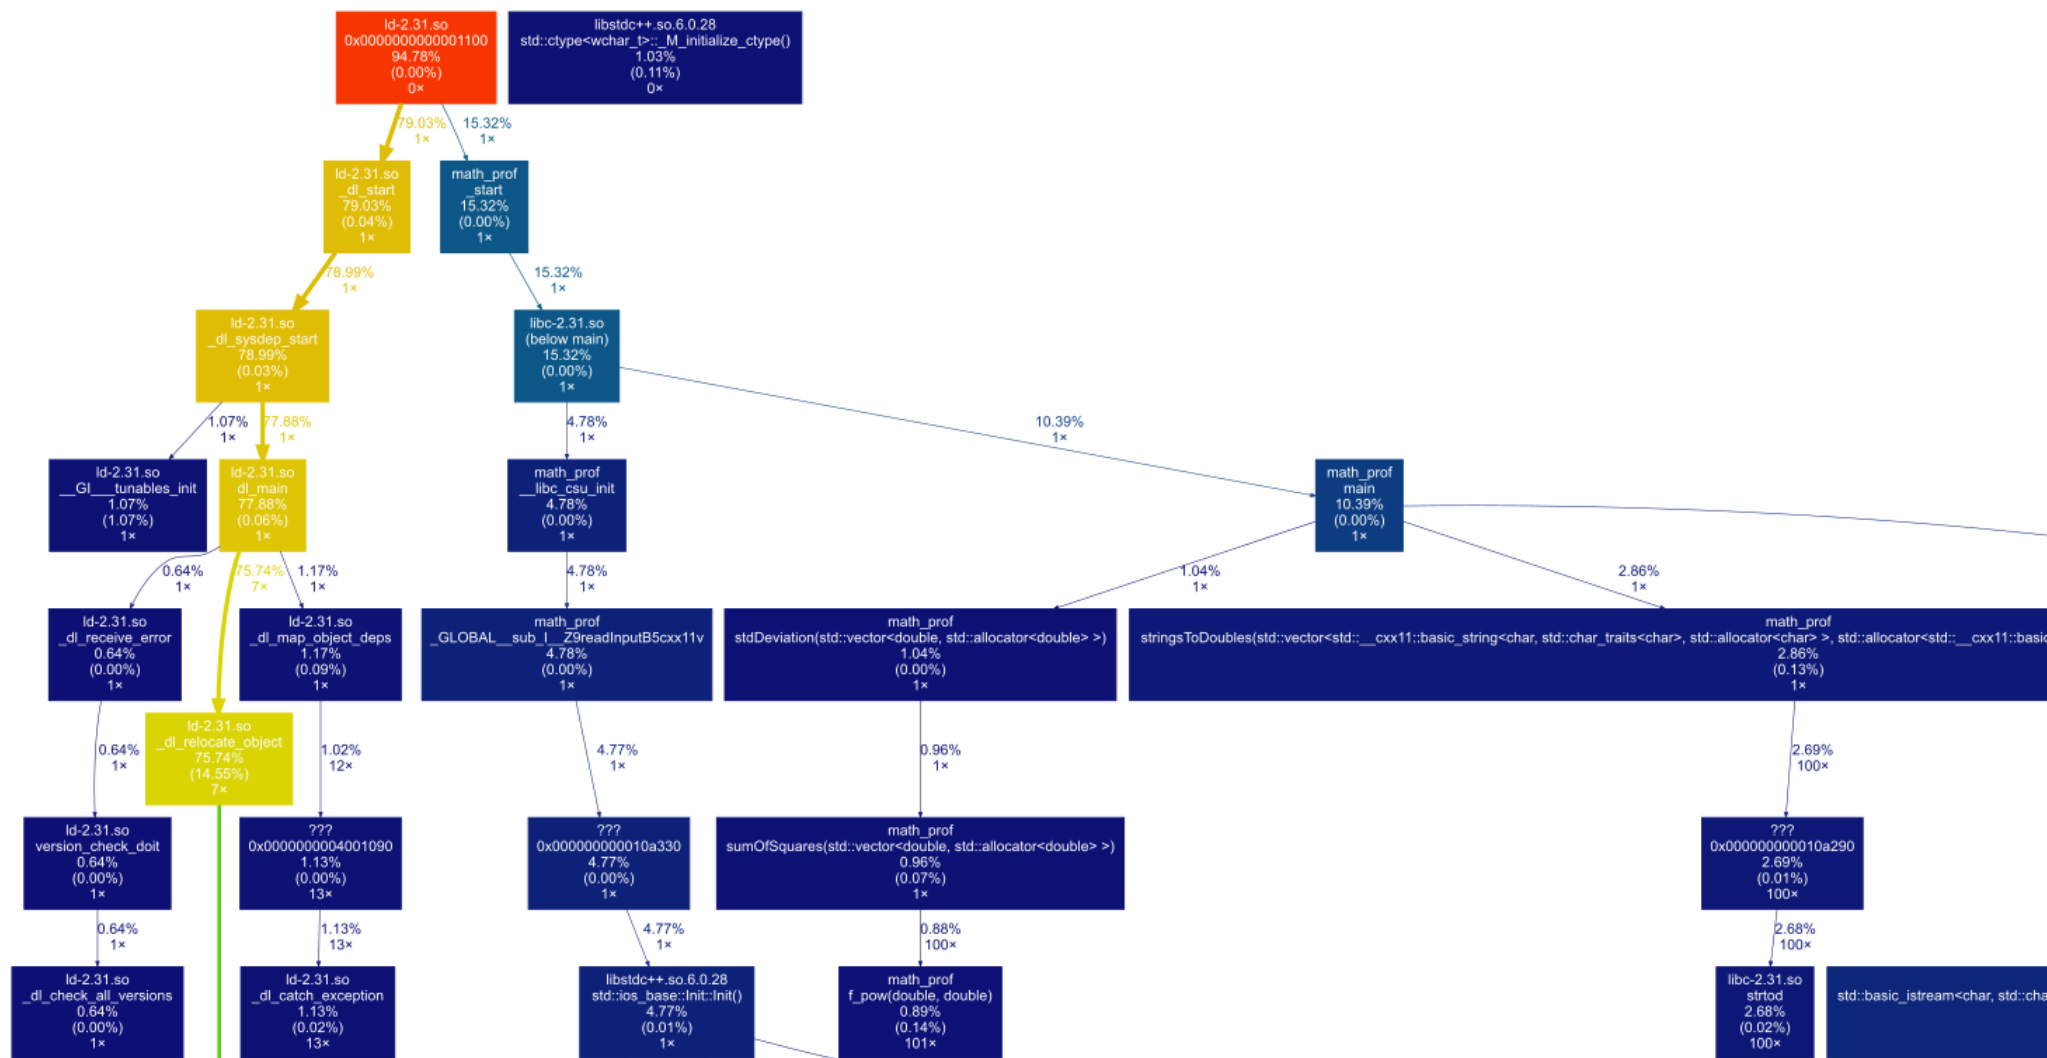 ld-2.31.so
0x0000000000001100
94.78%
(0.00%)
0×
libstdc++.so.6.0.28
std::ctype<wchar_t>::_M_initialize_ctype()
1.03%
(0.11%)
0×
79.03%
1×
15.32%
1×
ld-2.31.so
_dl_start
79.03%
(0.04%)
1×
math_prof
_start
15.32%
(0.00%)
1×
78.99%
1×
15.32%
1×
ld-2.31.so
_dl_sysdep_start
78.99%
(0.03%)
1×
libc-2.31.so
(below main)
15.32%
(0.00%)
1×
1.07%
1×
77.88%
1×
4.78%
1×
10.39%
1×
ld-2.31.so
__GI___tunables_init
1.07%
(1.07%)
1×
ld-2.31.so
dl_main
77.88%
(0.06%)
1×
math_prof
__libc_csu_init
4.78%
(0.00%)
1×
math_prof
main
10.39%
(0.00%)
1×
0.64%
1×
75.74%
7×
1.17%
1×
4.78%
1×
1.04%
1×
2.86%
1×
ld-2.31.so
_dl_receive_error
0.64%
(0.00%)
1×
ld-2.31.so
_dl_map_object_deps
1.17%
(0.09%)
1×
math_prof
_GLOBAL__sub_I__Z9readInputB5cxx11v
4.78%
(0.00%)
1×
math_prof
stdDeviation(std::vector<double, std::allocator<double> >)
1.04%
(0.00%)
1×
math_prof
stringsToDoubles(std::vector<std::__cxx11::basic_string<char, std::char_traits<char>, std::allocator<char> >, std::allocator<std::__cxx11::basic
2.86%
(0.13%)
1×
ld-2.31.so
_dl_relocate_object
75.74%
(14.55%)
7×
0.64%
1×
1.02%
12×
4.77%
1×
0.96%
1×
2.69%
100×
ld-2.31.so
version_check_doit
0.64%
(0.00%)
1×
???
0x0000000004001090
1.13%
(0.00%)
13×
???
0x000000000010a330
4.77%
(0.00%)
1×
math_prof
sumOfSquares(std::vector<double, std::allocator<double> >)
0.96%
(0.07%)
1×
???
0x000000000010a290
2.69%
(0.01%)
100×
0.64%
1×
1.13%
13×
4.77%
1×
0.88%
100×
2.68%
100×
ld-2.31.so
_dl_check_all_versions
0.64%
(0.00%)
1×
ld-2.31.so
_dl_catch_exception
1.13%
(0.02%)
13×
libstdc++.so.6.0.28
std::ios_base::Init::Init()
4.77%
(0.01%)
1×
math_prof
f_pow(double, double)
0.89%
(0.14%)
101×
libc-2.31.so
strtod
2.68%
(0.02%)
100×
std::basic_istream<char, std::cha